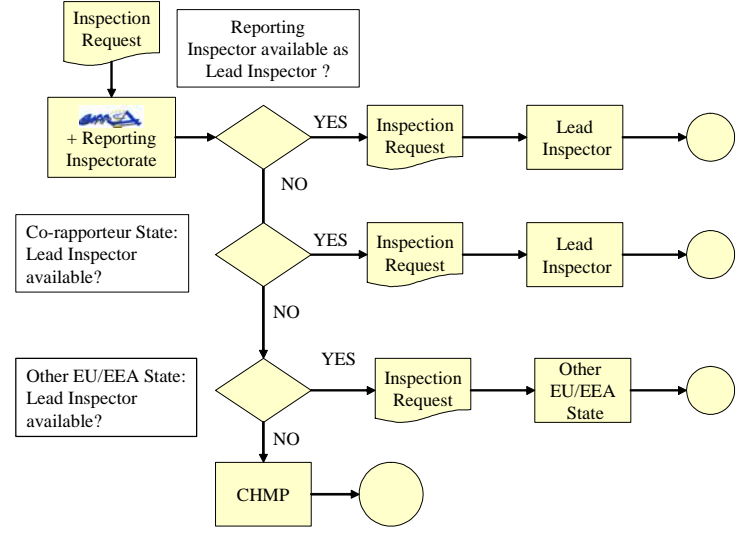 Inspection
Request
Reporting
Inspector available as
Lead Inspector ?
emea
+ Reporting
Inspectorate
YES
Inspection
Request
Lead
Inspector
NO
Co-rapporteur State:
Lead Inspector
available?
YES
Inspection
Request
Lead
Inspector
NO
Other EU/EEA State:
Lead Inspector
available?
YES
Inspection
Request
Other
EU/EEA
State
NO
CHMP